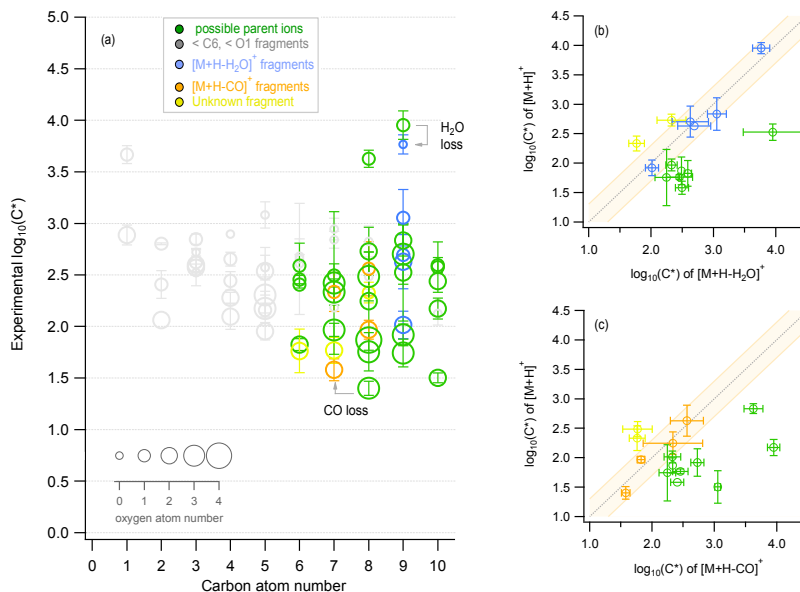 (a)
possible parent ions
< C6, < O1 fragments
[M+H-H₂O]⁺ fragments
[M+H-CO]⁺ fragments
Unknown fragment
H₂O
loss
CO loss
Experimental log₁₀(C*)
5.0
4.5
4.0
3.5
3.0
2.5
2.0
1.5
1.0
0.5
0.0
0 1 2 3 4
oxygen atom number
0 1 2 3 4 5 6 7 8 9 10
Carbon atom number
(b)
log₁₀(C*) of [M+H]⁺
4.5
4.0
3.5
3.0
2.5
2.0
1.5
1.0
1.0 2.0 3.0 4.0
log₁₀(C*) of [M+H-H₂O]⁺
(c)
log₁₀(C*) of [M+H]⁺
4.5
4.0
3.5
3.0
2.5
2.0
1.5
1.0
1.0 2.0 3.0 4.0
log₁₀(C*) of [M+H-CO]⁺